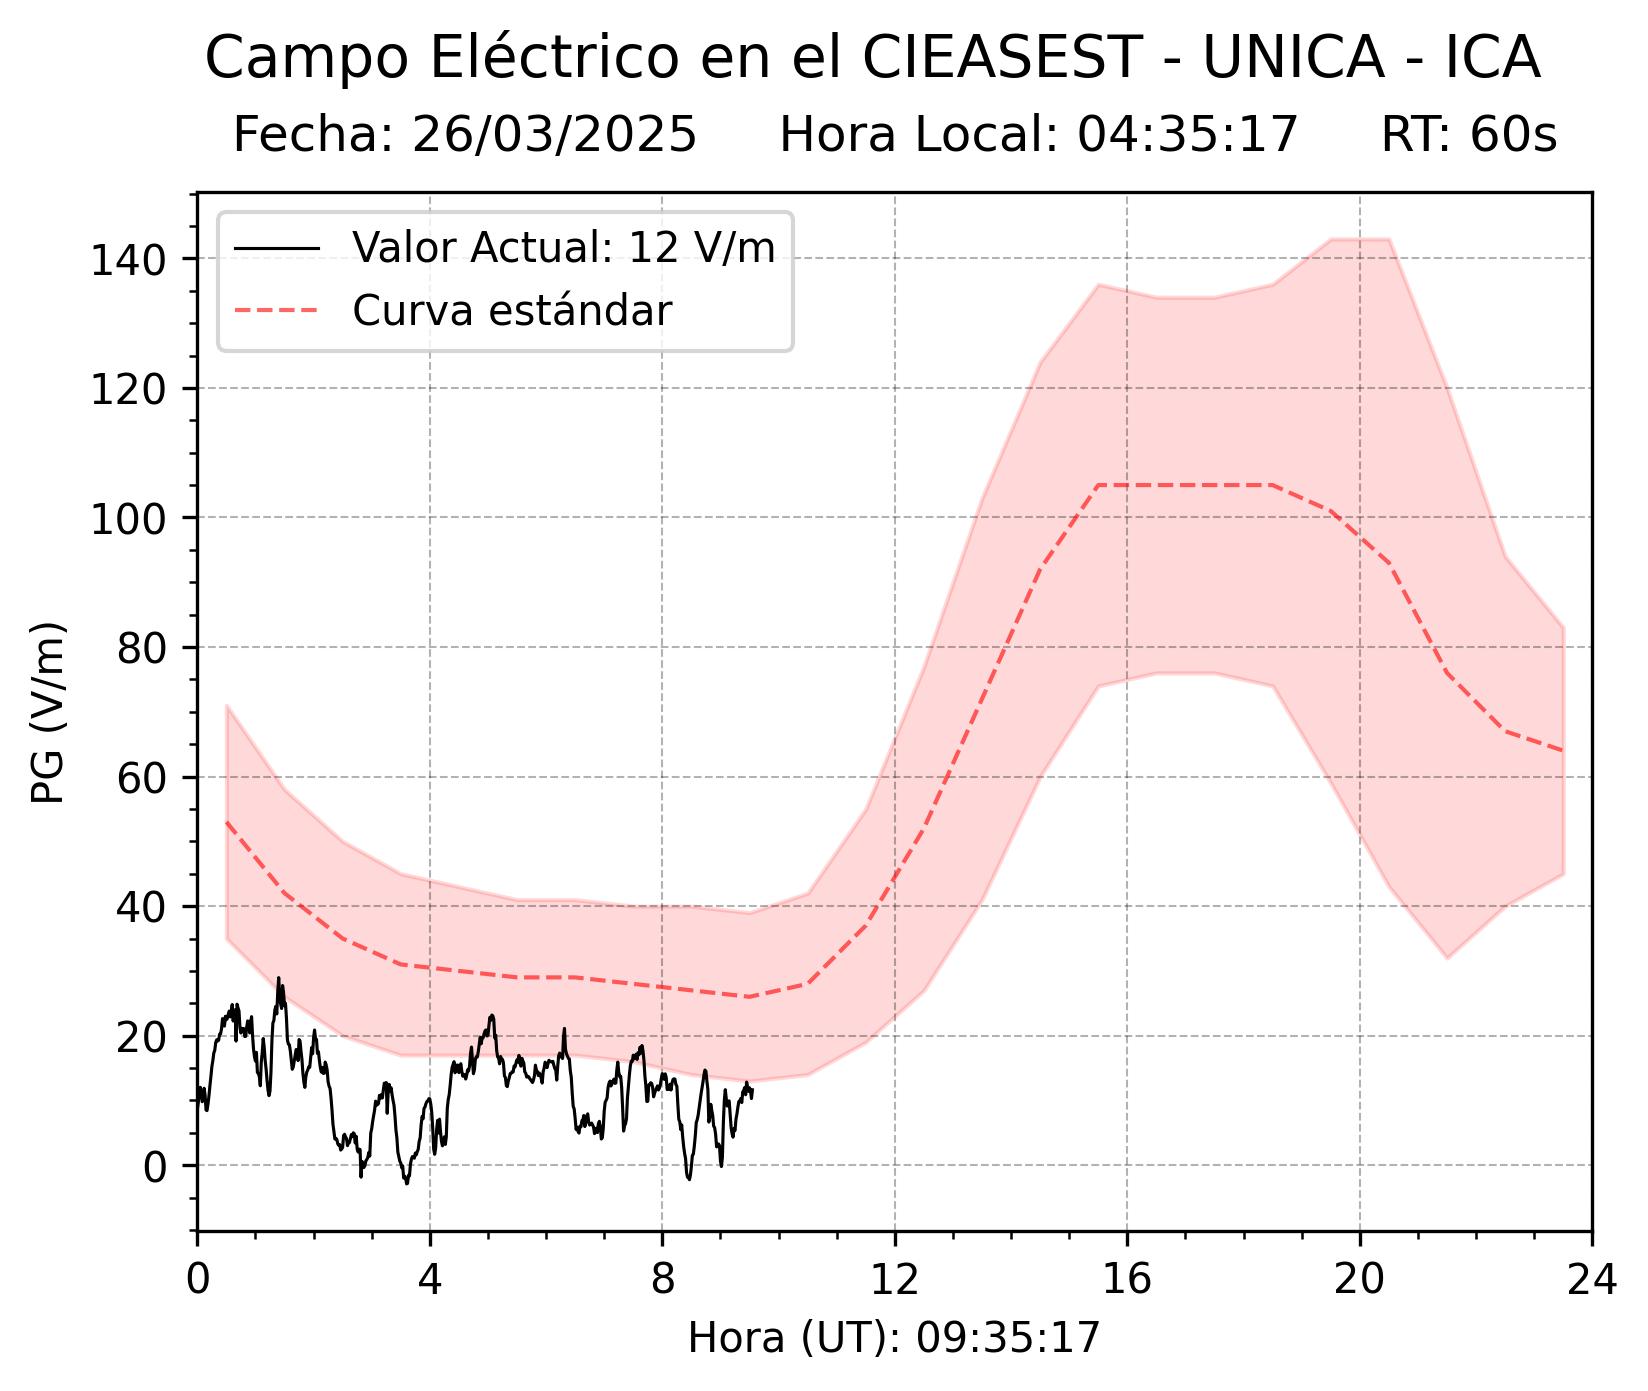 Campo Eléctrico en el CIEASEST - UNICA - ICA
Fecha: 26/03/2025 Hora Local: 04:35:17 RT: 60s
Valor Actual: 12 V/m
Curva estándar
PG (V/m)
140
120
100
80
60
40
20
0
0 4 8 12 16 20 24
Hora (UT): 09:35:17